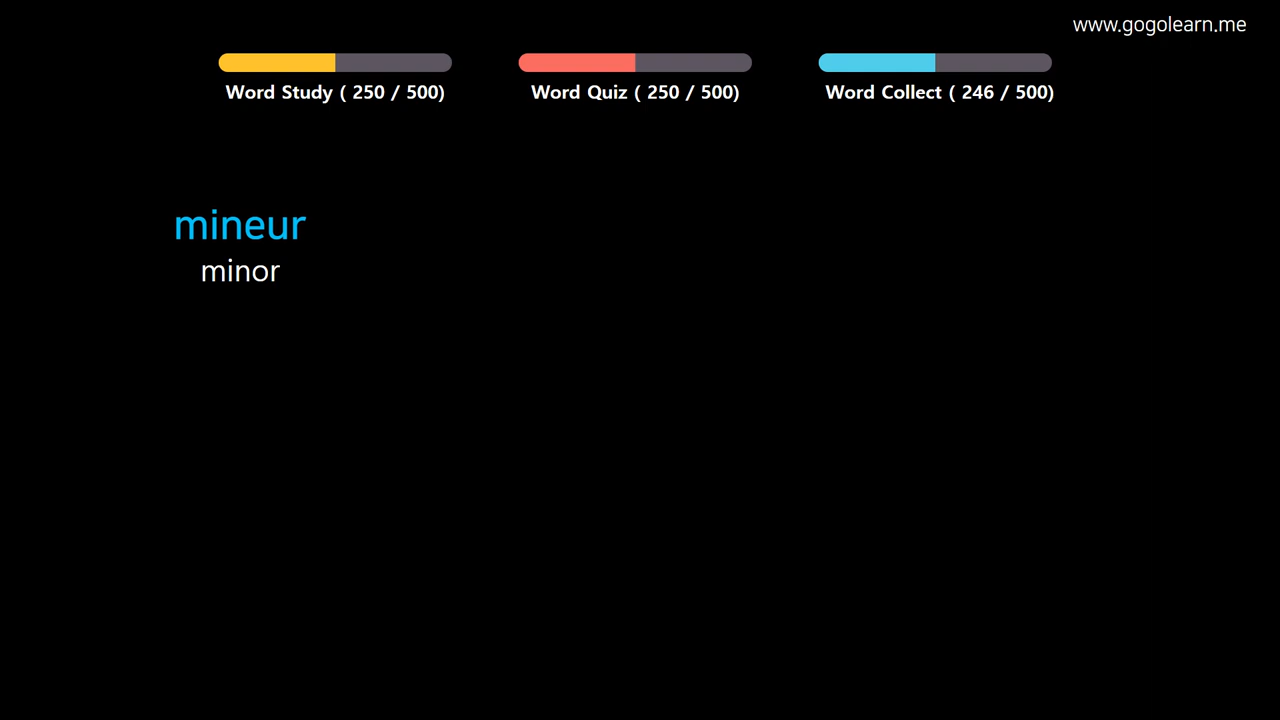 www.gogolearn.me
Word Study ( 250 / 500)
Word Quiz ( 250 / 500)
Word Collect ( 246 / 500)
mineur
minor